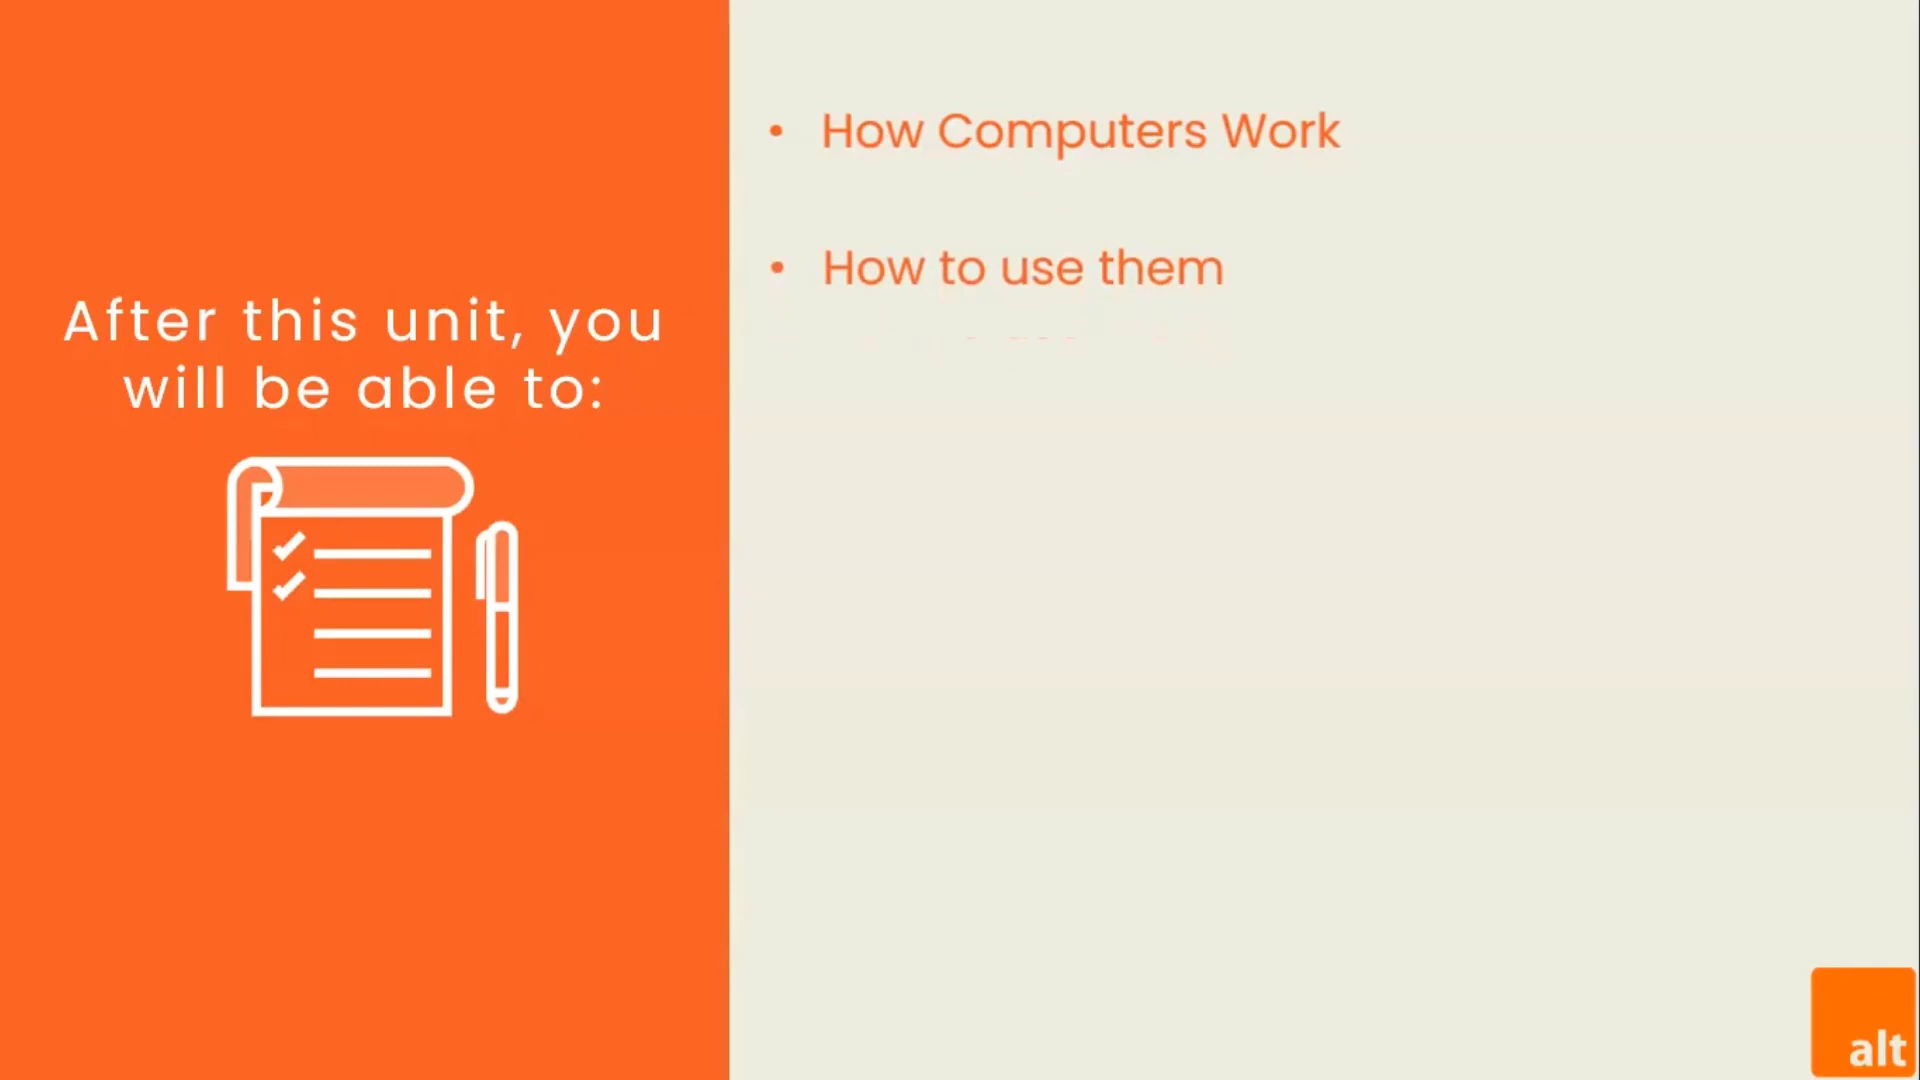 After this unit, you
will be able to:
• How Computers Work
• How to use them
alt